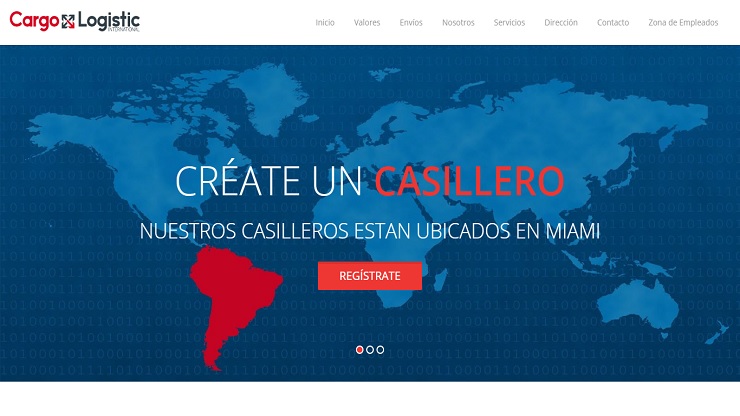 Cargo Logistic
INTERNATIONAL
Inicio Valores Envíos Nosotros Servicios Dirección Contacto Zona de Empleados
CRÉATE UN CASILLERO
NUESTROS CASILLEROS ESTAN UBICADOS EN MIAMI
REGÍSTRATE